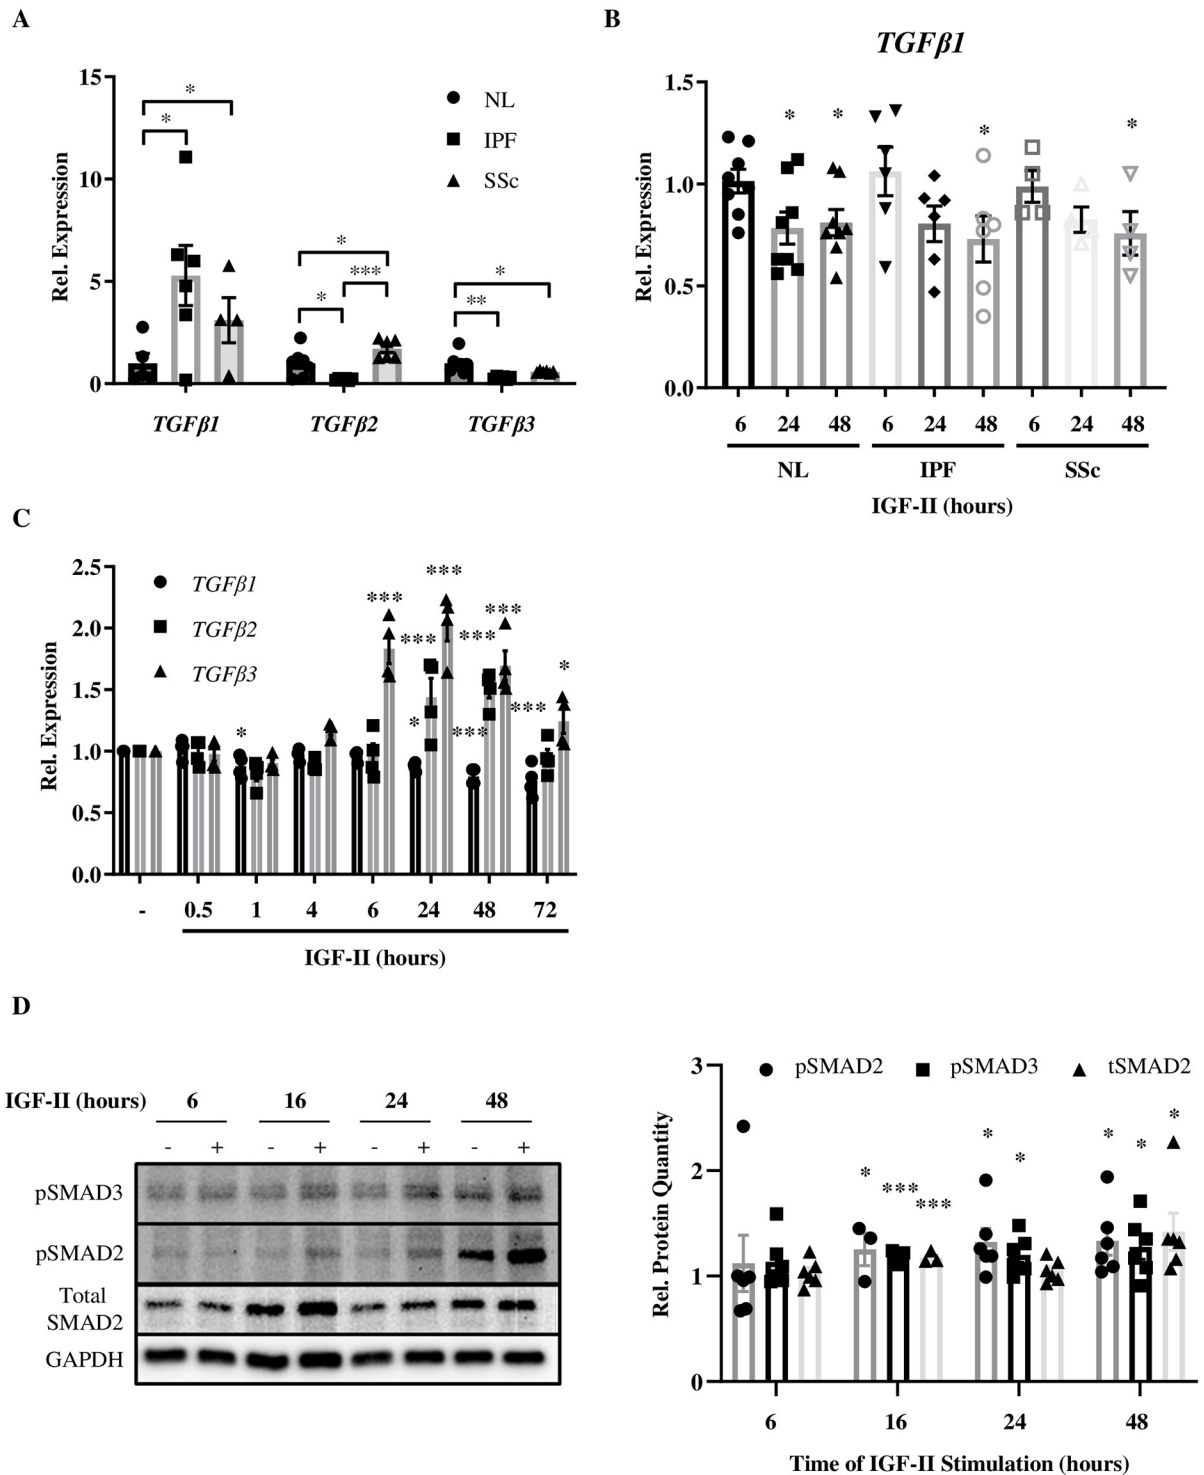 A
15
10
5
0
Rel. Expression
NL
IPF
SSc
*
*
*
***
*
*
**
TGFβ1 TGFβ2 TGFβ3
B
TGFβ1
1.5
1.0
0.5
0.0
Rel. Expression
* * * *
6 24 48 6 24 48 6 24 48
NL IPF SSc
IGF-II (hours)
C
2.5
2.0
1.5
1.0
0.5
0.0
Rel. Expression
TGFβ1
TGFβ2
TGFβ3
***
***
*** *** ***
*
***
*
***
*
- 0.5 1 4 6 24 48 72
IGF-II (hours)
D
IGF-II (hours) 6 16 24 48
- + - + - + - +
pSMAD3
pSMAD2
Total
SMAD2
GAPDH
pSMAD2 pSMAD3 tSMAD2
3
2
1
0
Rel. Protein Quantity
* *** ***
* *
* * *
6 16 24 48
Time of IGF-II Stimulation (hours)